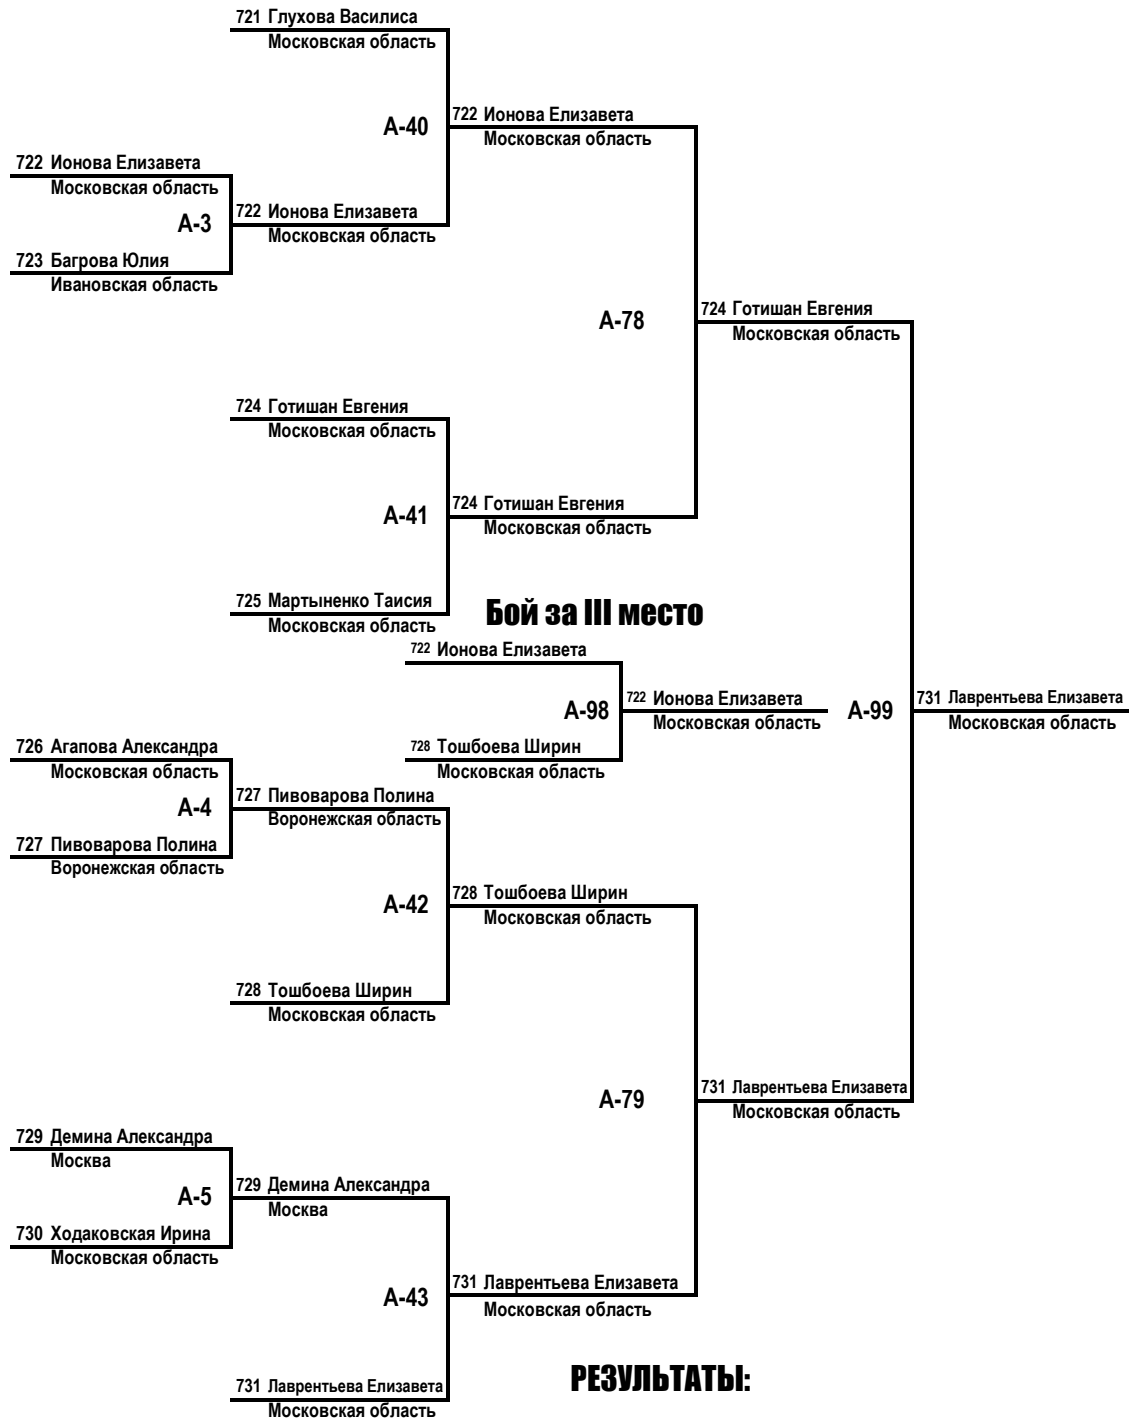 721 Глухова Василиса
Московская область
А-40
722 Ионова Елизавета
Московская область
722 Ионова Елизавета
Московская область
А-3
722 Ионова Елизавета
Московская область
723 Багрова Юлия
Ивановская область
А-78
724 Готишан Евгения
Московская область
724 Готишан Евгения
Московская область
А-41
724 Готишан Евгения
Московская область
725 Мартыненко Таисия
Московская область
Бой за III место
722 Ионова Елизавета
А-98
722 Ионова Елизавета
Московская область
А-99
731 Лаврентьева Елизавета
Московская область
728 Тошбоева Ширин
Московская область
726 Агапова Александра
Московская область
А-4
727 Пивоварова Полина
Воронежская область
727 Пивоварова Полина
Воронежская область
А-42
728 Тошбоева Ширин
Московская область
728 Тошбоева Ширин
Московская область
А-79
731 Лаврентьева Елизавета
Московская область
729 Демина Александра
Москва
А-5
729 Демина Александра
Москва
730 Ходаковская Ирина
Московская область
А-43
731 Лаврентьева Елизавета
Московская область
731 Лаврентьева Елизавета
Московская область
РЕЗУЛЬТАТЫ: